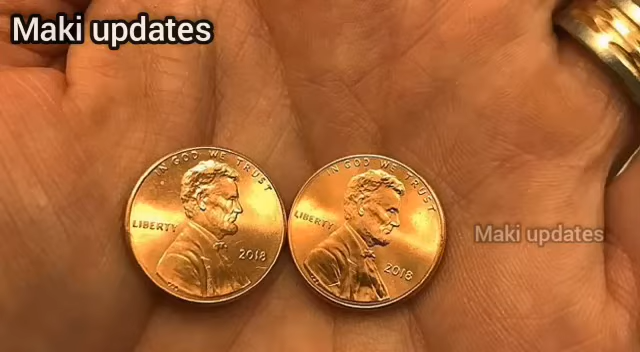 Maki updates
IN GOD WE TRUST
LIBERTY
2018
IN GOD WE TRUST
LIBERTY
2018
Maki updates